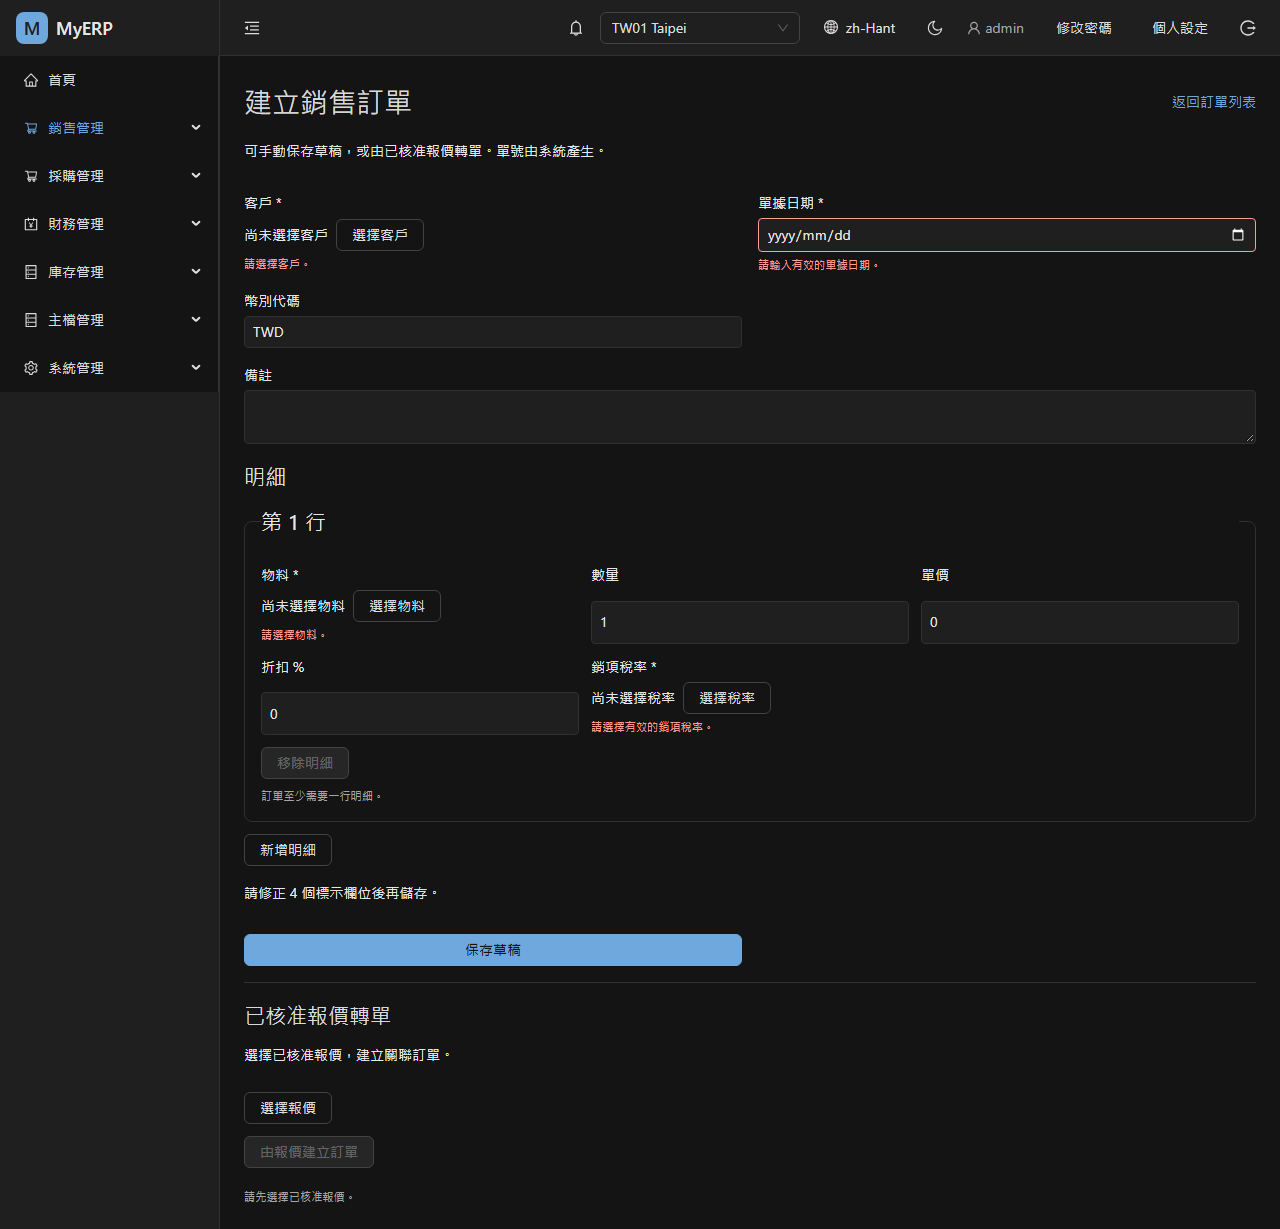 M MyERP
TW01 Taipei
zh-Hant
admin
修改密碼
個人設定
首頁
銷售管理
採購管理
財務管理
庫存管理
主檔管理
系統管理
建立銷售訂單
返回訂單列表
可手動保存草稿，或由已核准報價轉單。單號由系統產生。
客戶 *
尚未選擇客戶 選擇客戶
請選擇客戶。
單據日期 *
yyyy/mm/dd
請輸入有效的單據日期。
幣別代碼
TWD
備註
明細
第 1 行
物料 *
尚未選擇物料 選擇物料
請選擇物料。
數量
1
單價
0
折扣 %
0
銷項稅率 *
尚未選擇稅率 選擇稅率
請選擇有效的銷項稅率。
移除明細
訂單至少需要一行明細。
新增明細
請修正 4 個標示欄位後再儲存。
保存草稿
已核准報價轉單
選擇已核准報價，建立關聯訂單。
選擇報價
由報價建立訂單
請先選擇已核准報價。